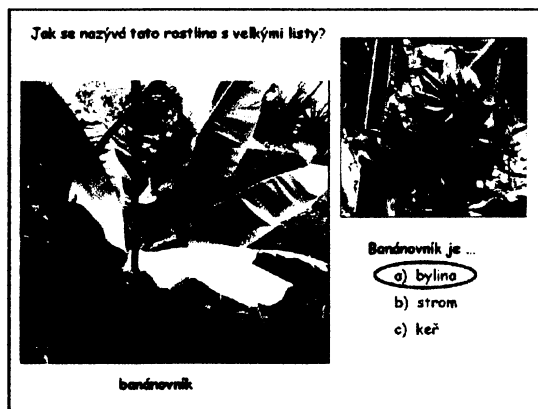 Jak se nazývá tato rostlina s velkými listy?
Banánovník je ...
a) bylina
b) strom
c) keř
banánovník